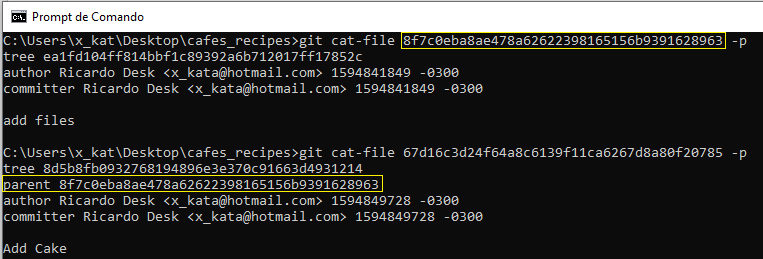 Prompt de Comando
C:\Users\x_kat\Desktop\cafes_recipes>git cat-file 8f7c0eba8ae478a62622398165156b9391628963 -p
tree ea1fd104ff814bbf1c89392a6b712017ff17852c
author Ricardo Desk <x_kata@hotmail.com> 1594841849 -0300
committer Ricardo Desk <x_kata@hotmail.com> 1594841849 -0300
add files
C:\Users\x_kat\Desktop\cafes_recipes>git cat-file 67d16c3d24f64a8c6139f11ca6267d8a80f20785 -p
tree 8d5b8fb0932768194896e3e370c91663d4931214
parent 8f7c0eba8ae478a62622398165156b9391628963
author Ricardo Desk <x_kata@hotmail.com> 1594849728 -0300
committer Ricardo Desk <x_kata@hotmail.com> 1594849728 -0300
Add Cake